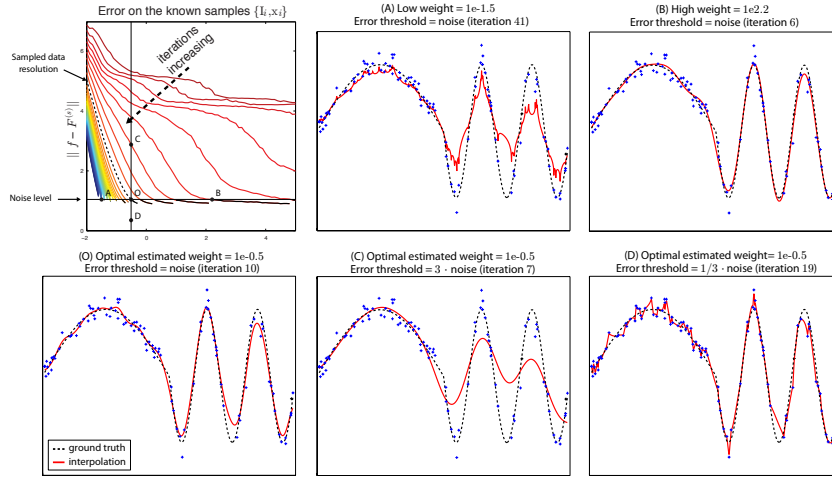 Error on the known samples {I_i,x_i}
iterations
increasing
Sampled data
resolution
|| f − F^(s) ||
Noise level
6
4
2
0
-2
0
2
4
A
O
B
C
D
(A) Low weight = 1e-1.5
Error threshold = noise (iteration 41)
(B) High weight = 1e2.2
Error threshold = noise (iteration 6)
(O) Optimal estimated weight = 1e-0.5
Error threshold = noise (iteration 10)
ground truth
interpolation
(C) Optimal estimated weight = 1e-0.5
Error threshold = 3 · noise (iteration 7)
(D) Optimal estimated weight = 1e-0.5
Error threshold = 1/3 · noise (iteration 19)